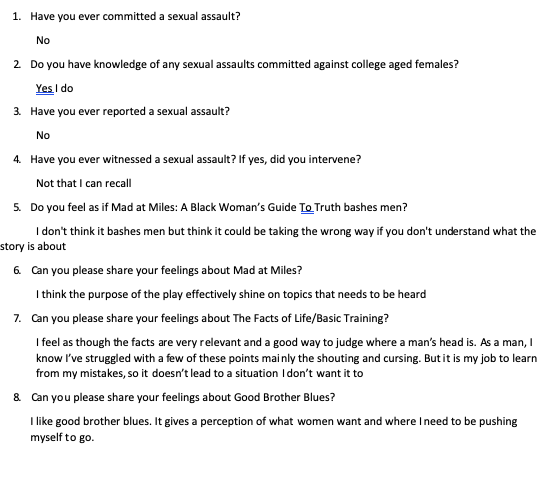 1. Have you ever committed a sexual assault?
No
2. Do you have knowledge of any sexual assaults committed against college aged females?
Yes I do
3. Have you ever reported a sexual assault?
No
4. Have you ever witnessed a sexual assault? If yes, did you intervene?
Not that I can recall
5. Do you feel as if Mad at Miles: A Black Woman's Guide To Truth bashes men?
I don't think it bashes men but think it could be taking the wrong way if you don't understand what the
story is about
6. Can you please share your feelings about Mad at Miles?
I think the purpose of the play effectively shine on topics that needs to be heard
7. Can you please share your feelings about The Facts of Life/Basic Training?
I feel as though the facts are very relevant and a good way to judge where a man's head is. As a man, I
know I've struggled with a few of these points mainly the shouting and cursing. But it is my job to learn
from my mistakes, so it doesn't lead to a situation I don't want it to
8. Can you please share your feelings about Good Brother Blues?
I like good brother blues. It gives a perception of what women want and where I need to be pushing
myself to go.